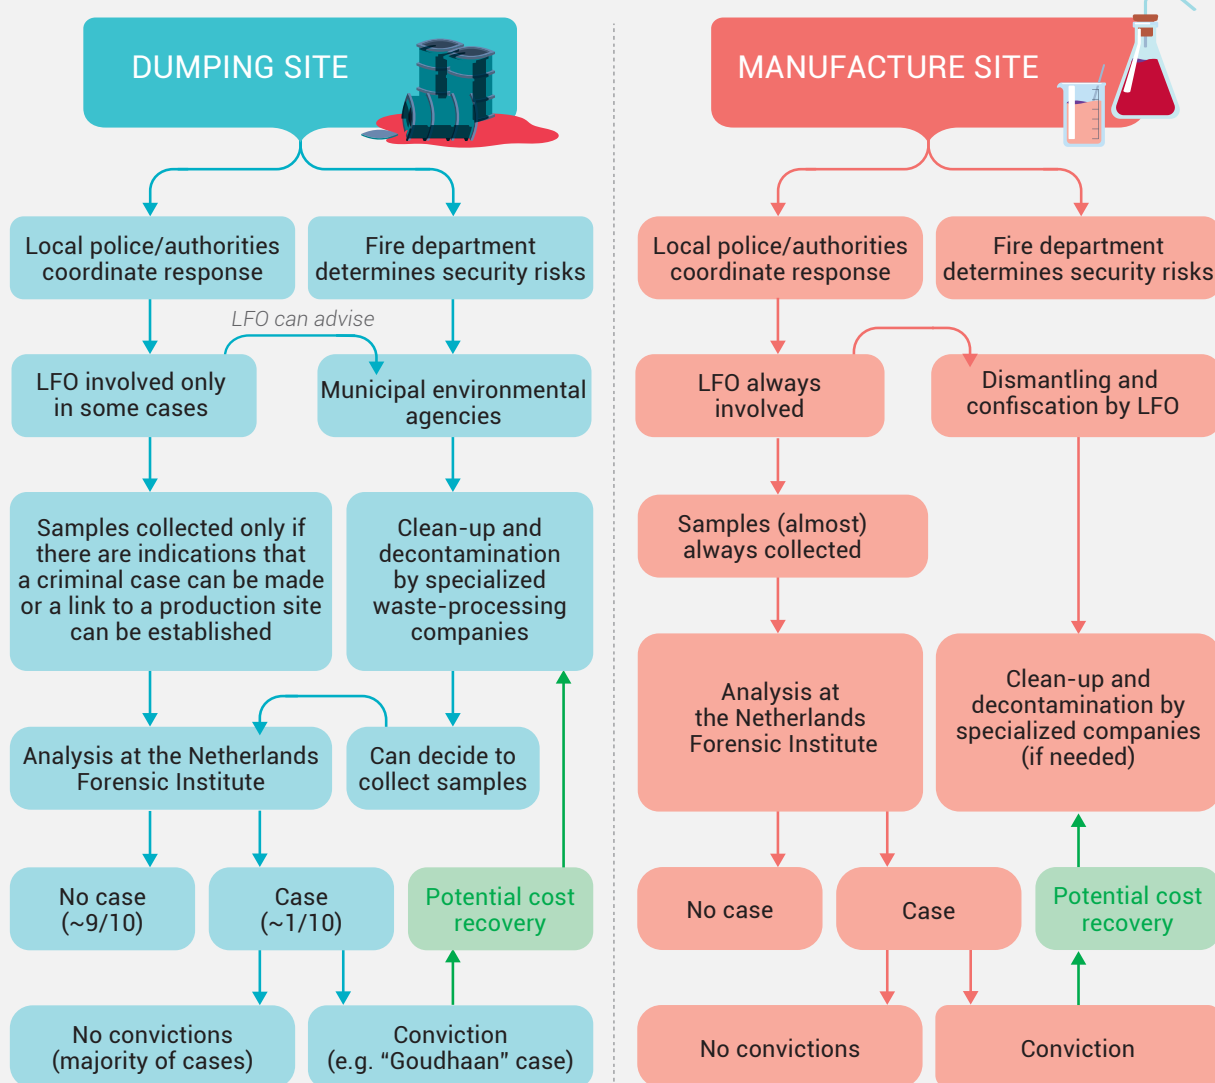 DUMPING SITE
Local police/authorities
coordinate response
Fire department
determines security risks
LFO can advise
LFO involved only
in some cases
Municipal environmental
agencies
Samples collected only if
there are indications that
a criminal case can be made
or a link to a production site
can be established
Clean-up and
decontamination
by specialized
waste-processing
companies
Analysis at the Netherlands
Forensic Institute
Can decide to
collect samples
No case
(~9/10)
Case
(~1/10)
Potential cost
recovery
No convictions
(majority of cases)
Conviction
(e.g. “Goudhaan” case)
MANUFACTURE SITE
Local police/authorities
coordinate response
Fire department
determines security risks
LFO always
involved
Dismantling and
confiscation by LFO
Samples (almost)
always collected
Analysis at
the Netherlands
Forensic Institute
Clean-up and
decontamination by
specialized companies
(if needed)
No case
Case
Potential cost
recovery
No convictions
Conviction